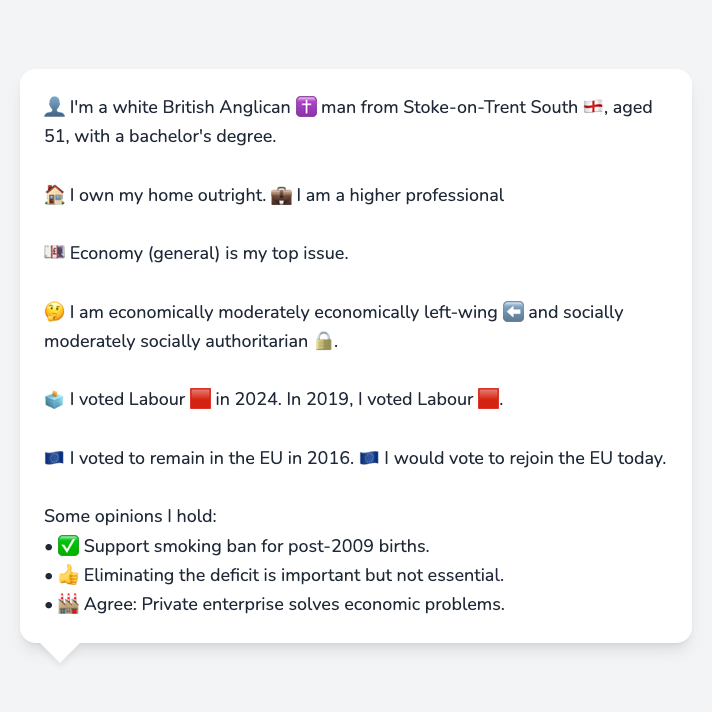 👤 I'm a white British Anglican ✝️ man from Stoke-on-Trent South 🏴󠁧󠁢󠁥󠁮󠁧󠁿, aged
51, with a bachelor's degree.
🏠 I own my home outright. 💼 I am a higher professional
💷 Economy (general) is my top issue.
🤔 I am economically moderately economically left-wing ⬅️ and socially
moderately socially authoritarian 🔒.
🗳️ I voted Labour 🟥 in 2024. In 2019, I voted Labour 🟥.
🇪🇺 I voted to remain in the EU in 2016. 🇪🇺 I would vote to rejoin the EU today.
Some opinions I hold:
• ✅ Support smoking ban for post-2009 births.
• 👍 Eliminating the deficit is important but not essential.
• 🏭 Agree: Private enterprise solves economic problems.